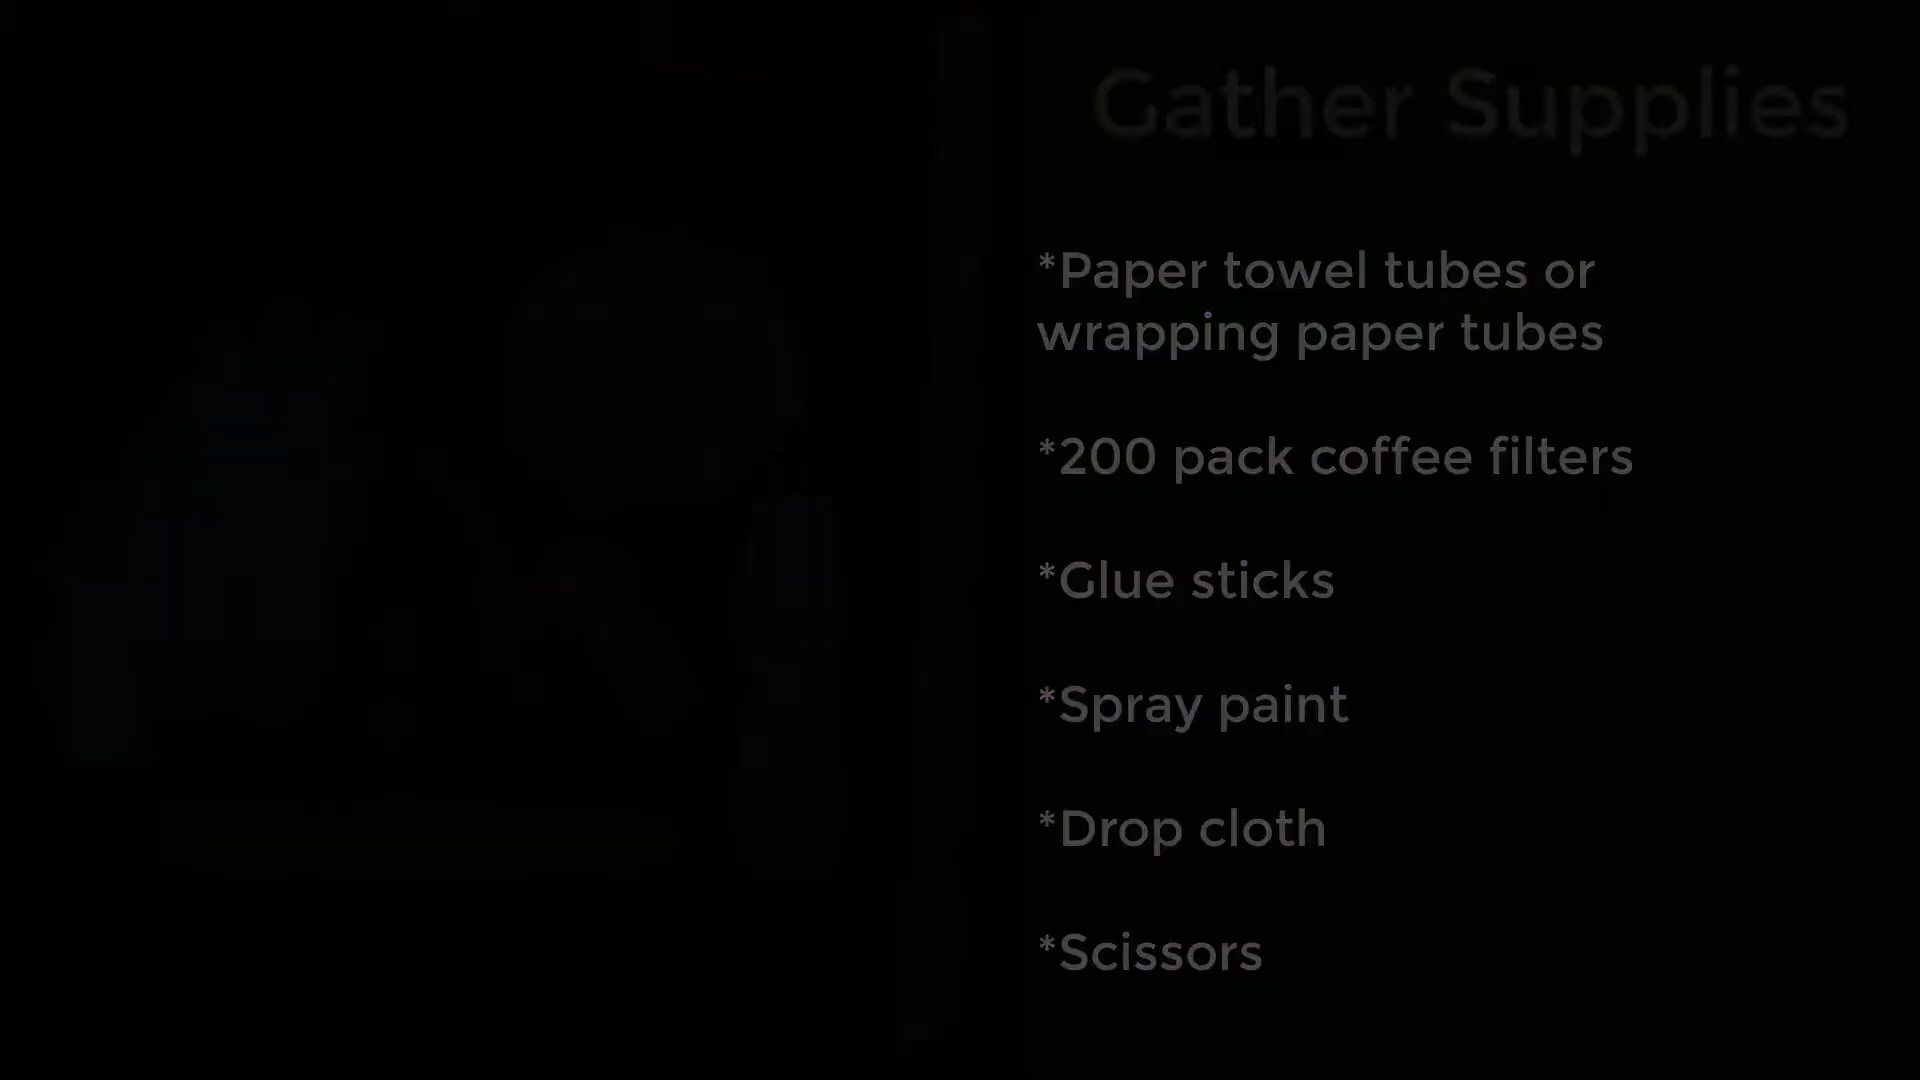 Gather Supplies
*Paper towel tubes or
wrapping paper tubes
*200 pack coffee filters
*Glue sticks
*Spray paint
*Drop cloth
*Scissors